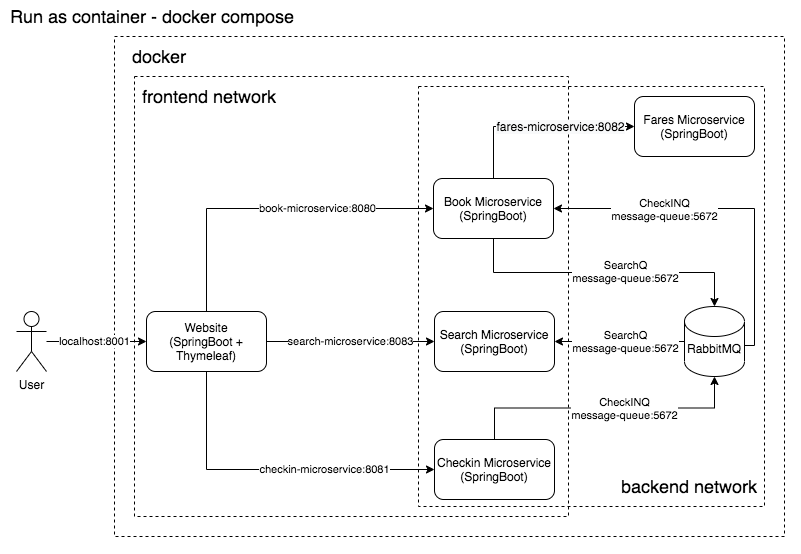 Run as container - docker compose
docker
frontend network
fares-microservice:8082
Fares Microservice
(SpringBoot)
book-microservice:8080
Book Microservice
(SpringBoot)
CheckINQ
message-queue:5672
SearchQ
message-queue:5672
User
localhost:8001
Website
(SpringBoot +
Thymeleaf)
search-microservice:8083
Search Microservice
(SpringBoot)
SearchQ
message-queue:5672
RabbitMQ
CheckINQ
message-queue:5672
checkin-microservice:8081
Checkin Microservice
(SpringBoot)
backend network